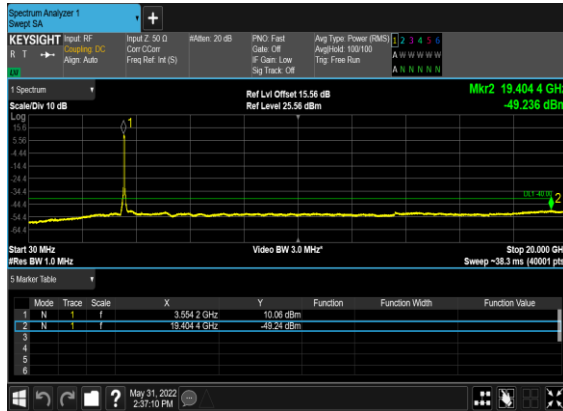 Spectrum Analyzer 1
Swept SA
+
KEYSIGHT Input: RF Input Z: 50 Ω #Atten: 20 dB PNO: Fast Avg Type: Power (RMS) 1 2 3 4 5 6
R T Coupling: DC Corr CCorr Gate: Off Avg|Hold: 100/100 A W W W W W
Align: Auto Freq Ref: Int (S) IF Gain: Low Trig: Free Run
Sig Track: Off A N N N N N
1 Spectrum Ref Lvl Offset 15.56 dB Mkr2 19.404 4 GHz
Scale/Div 10 dB Ref Level 25.56 dBm -49.236 dBm
Log
15.6
5.56
-4.44
-14.4
-24.4
-34.4
-44.4
-54.4
-64.4
1
DL1 -40.00
2
Start 30 MHz Video BW 3.0 MHz* Stop 20.000 GH
#Res BW 1.0 MHz Sweep ~38.3 ms (40001 pts
5 Marker Table
Mode Trace Scale X Y Function Function Width Function Value
1 N 1 f 3.554 2 GHz 10.06 dBm
2 N 1 f 19.404 4 GHz -49.24 dBm
3
4
5
6
? May 31, 2022
2:37:10 PM